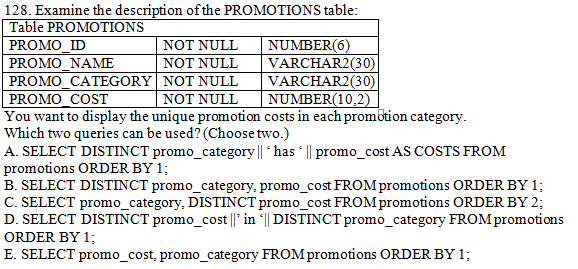 128. Examine the description of the PROMOTIONS table:
Table PROMOTIONS
PROMO_ID NOT NULL NUMBER(6)
PROMO_NAME NOT NULL VARCHAR2(30)
PROMO_CATEGORY NOT NULL VARCHAR2(30)
PROMO_COST NOT NULL NUMBER(10,2)
You want to display the unique promotion costs in each promotion category.
Which two queries can be used? (Choose two.)
A. SELECT DISTINCT promo_category || ‘ has ‘ || promo_cost AS COSTS FROM
promotions ORDER BY 1;
B. SELECT DISTINCT promo_category, promo_cost FROM promotions ORDER BY 1;
C. SELECT promo_category, DISTINCT promo_cost FROM promotions ORDER BY 2;
D. SELECT DISTINCT promo_cost ||’ in ‘|| DISTINCT promo_category FROM promotions
ORDER BY 1;
E. SELECT promo_cost, promo_category FROM promotions ORDER BY 1;